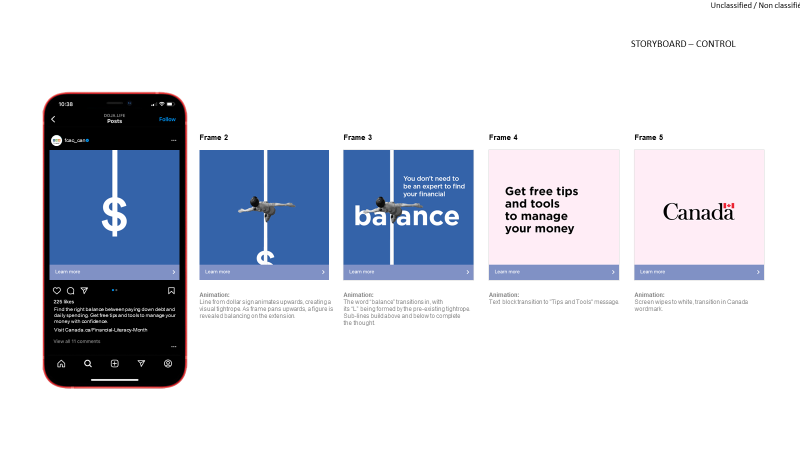 Unclassified / Non classifié
STORYBOARD – CONTROL
10:38
DOJA.LIFE
Posts
Follow
fcac_can
$
Learn more
226 likes
Find the right balance between paying down debt and
daily spending. Get free tips and tools to manage your
money with confidence.
Visit Canada.ca/Financial-Literacy-Month
View all 11 comments
Frame 2
$
Learn more
Animation:
Line from dollar sign animates upwards, creating a
visual tightrope. As frame pans upwards, a figure is
revealed balancing on the extension.
Frame 3
You don't need to
be an expert to find
your financial
balance
Learn more
Animation:
The word "balance" transitions in, with
its "L" being formed by the pre-existing tightrope.
Sub-lines build above and below to complete
the thought.
Frame 4
Get free tips
and tools
to manage
your money
Learn more
Animation:
Text block transition to "Tips and Tools" message.
Frame 5
Canada
Learn more
Animation:
Screen wipes to white, transition in Canada
wordmark.